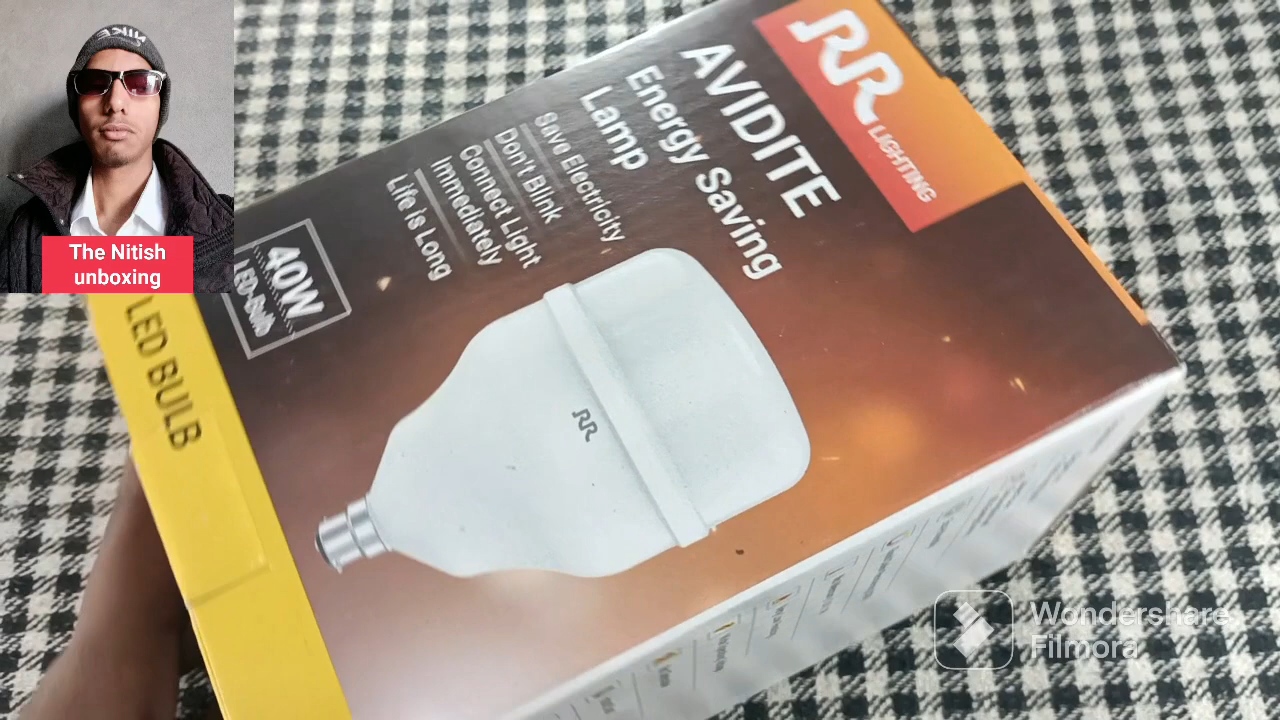 NIKE
The Nitish
unboxing
RR
LIGHTING
AVIDITE
Energy Saving
Lamp
Save Electricity
Don't Blink
Connect Light
Immediately
Life is Long
40W
LED-Bulb
RR
LED BULB
Wondershare
Filmora